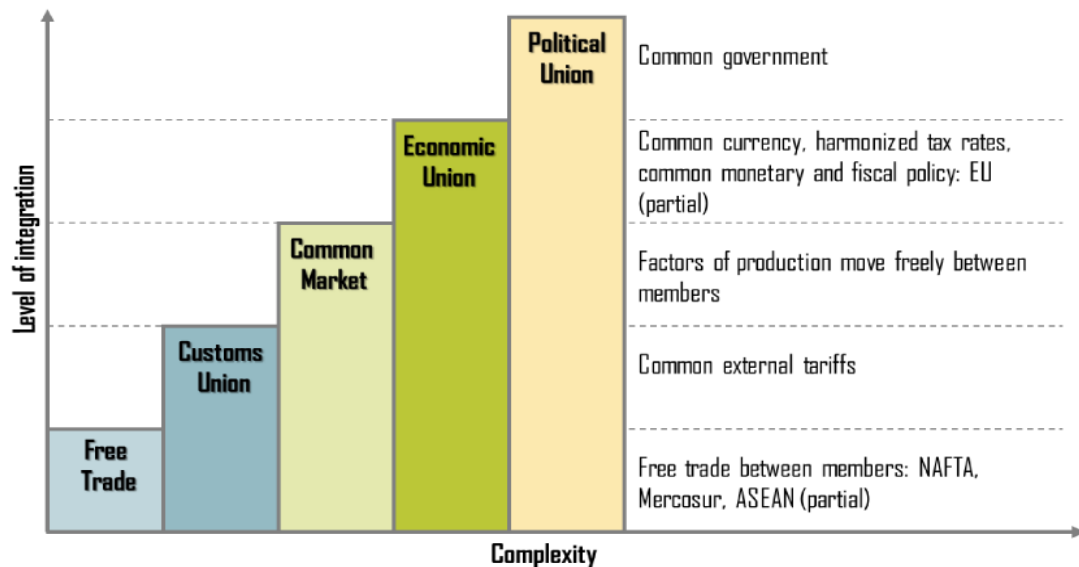 Political
Union
Common government
Economic
Union
Common currency, harmonized tax rates,
common monetary and fiscal policy: EU
(partial)
Common
Market
Factors of production move freely between
members
Customs
Union
Common external tariffs
Free
Trade
Free trade between members: NAFTA,
Mercosur, ASEAN (partial)
Level of integration
Complexity